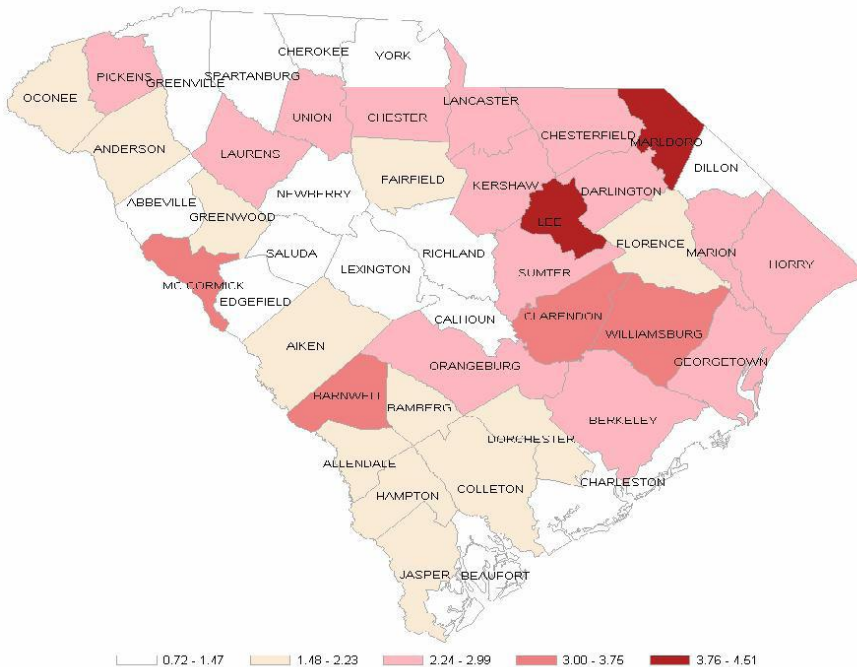 CHEROKEE
YORK
SPARTANBURG
PICKENS
GREENVILLE
OCONEE
LANCASTER
UNION
CHESTER
CHESTERFIELD
MARLBORO
ANDERSON
LAURENS
DILLON
FAIRFIELD
KERSHAW
DARLINGTON
NEWBERRY
ABBEVILLE
GREENWOOD
LEE
FLORENCE
MARION
SALUDA
RICHLAND
HORRY
LEXINGTON
SUMTER
MC CORMICK
EDGEFIELD
CALHOUN
CLARENDON
WILLIAMSBURG
AIKEN
ORANGEBURG
GEORGETOWN
BARNWELL
BAMBERG
BERKELEY
DORCHESTER
ALLENDALE
CHARLESTON
COLLETON
HAMPTON
JASPER
BEAUFORT
0.72 - 1.47 1.48 - 2.23 2.24 - 2.99 3.00 - 3.75 3.76 - 4.51